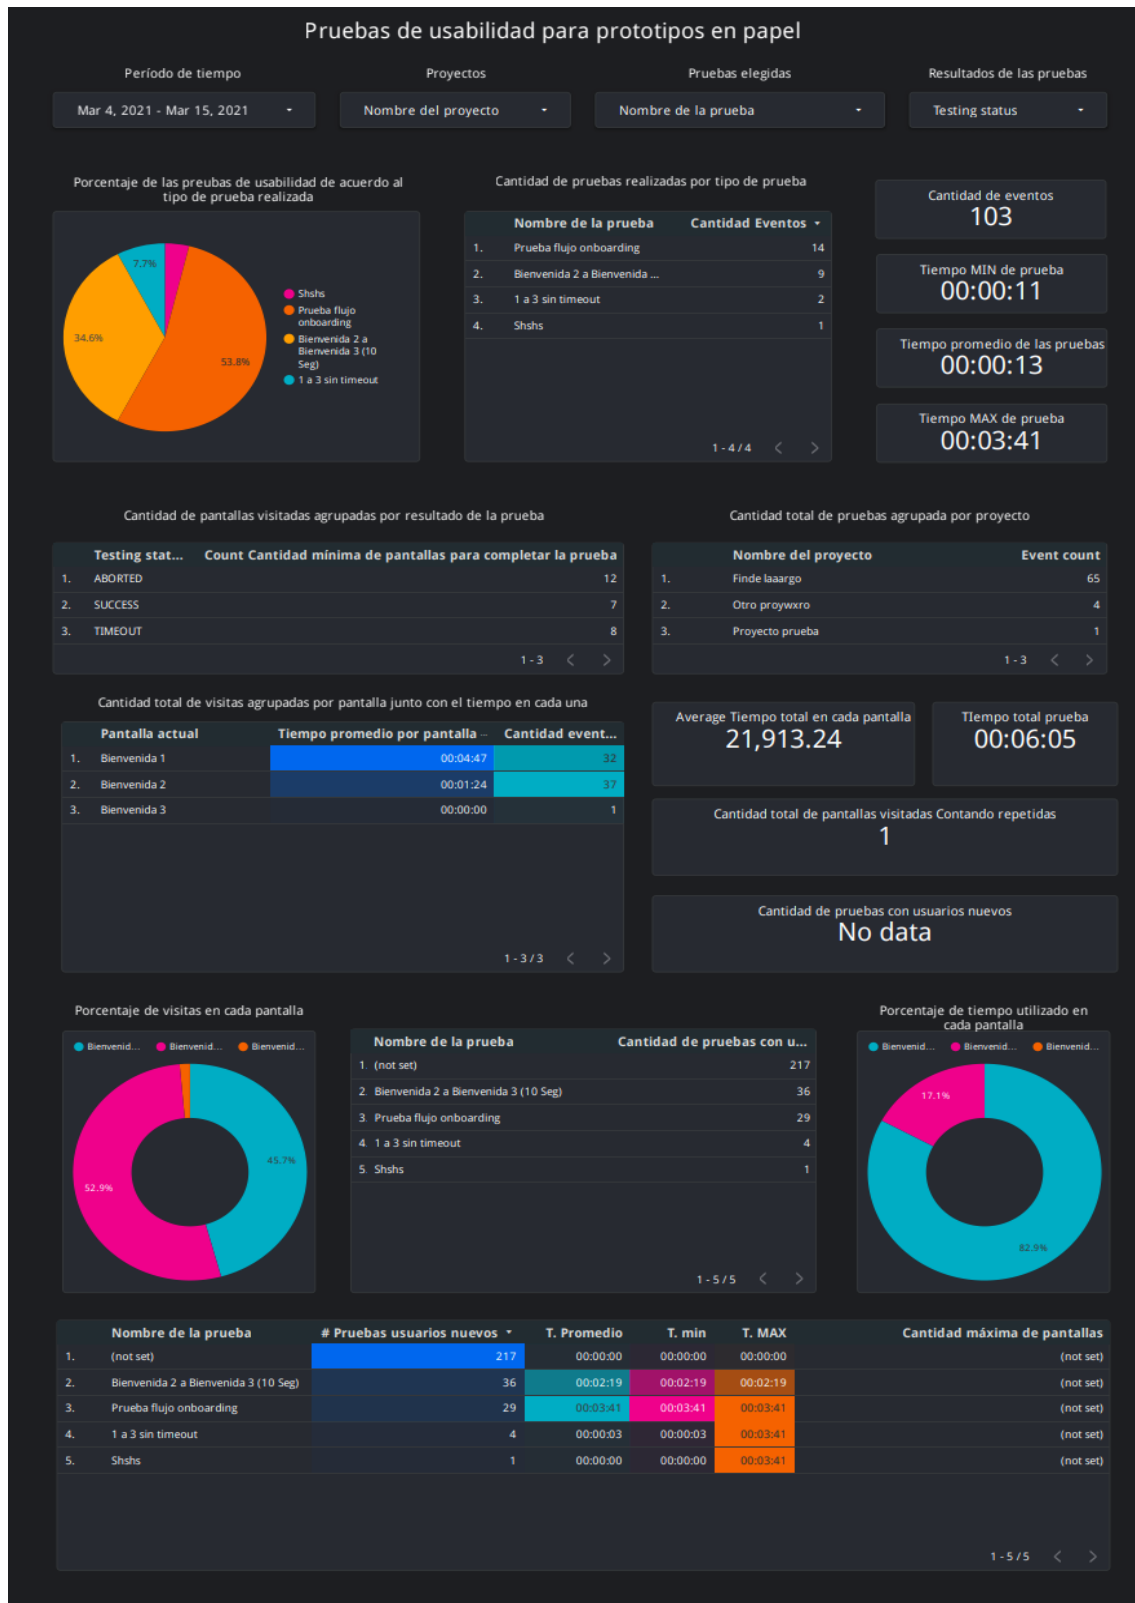 Pruebas de usabilidad para prototipos en papel
Período de tiempo
Proyectos
Pruebas elegidas
Resultados de las pruebas
Mar 4, 2021 - Mar 15, 2021
Nombre del proyecto
Nombre de la prueba
Testing status
Porcentaje de las preubas de usabilidad de acuerdo al
tipo de prueba realizada
7,7%
34.6%
53.8%
Shshs
Prueba flujo
onboarding
Bienvenida 2 a
Bienvenida 3 (10
Seg)
1 a 3 sin timeout
Cantidad de pruebas realizadas por tipo de prueba
Nombre de la prueba Cantidad Eventos
1. Prueba flujo onboarding 14
2. Bienvenida 2 a Bienvenida ... 9
3. 1 a 3 sin timeout 2
4. Shshs 1
1 - 4 / 4
Cantidad de eventos
103
Tiempo MIN de prueba
00:00:11
Tiempo promedio de las pruebas
00:00:13
Tiempo MAX de prueba
00:03:41
Cantidad de pantallas visitadas agrupadas por resultado de la prueba
Testing stat... Count Cantidad mínima de pantallas para completar la prueba
1. ABORTED 12
2. SUCCESS 7
3. TIMEOUT 8
1 - 3
Cantidad total de pruebas agrupada por proyecto
Nombre del proyecto Event count
1. Finde laaargo 65
2. Otro proywxro 4
3. Proyecto prueba 1
1 - 3
Cantidad total de visitas agrupadas por pantalla junto con el tiempo en cada una
Pantalla actual Tiempo promedio por pantalla ... Cantidad event...
1. Bienvenida 1 00:04:47 32
2. Bienvenida 2 00:01:24 37
3. Bienvenida 3 00:00:00 1
1 - 3 / 3
Average Tiempo total en cada pantalla
21,913.24
TIempo total prueba
00:06:05
Cantidad total de pantallas visitadas Contando repetidas
1
Cantidad de pruebas con usuarios nuevos
No data
Porcentaje de visitas en cada pantalla
Bienvenid... Bienvenid... Bienvenid...
45.7%
52.9%
Nombre de la prueba Cantidad de pruebas con u...
1. (not set) 217
2. Bienvenida 2 a Bienvenida 3 (10 Seg) 36
3. Prueba flujo onboarding 29
4. 1 a 3 sin timeout 4
5. Shshs 1
1 - 5 / 5
Porcentaje de tiempo utilizado en
cada pantalla
Bienvenid... Bienvenid... Bienvenid...
17.1%
82.9%
Nombre de la prueba # Pruebas usuarios nuevos T. Promedio T. min T. MAX Cantidad máxima de pantallas
1. (not set) 217 00:00:00 00:00:00 00:00:00 (not set)
2. Bienvenida 2 a Bienvenida 3 (10 Seg) 36 00:02:19 00:02:19 00:02:19 (not set)
3. Prueba flujo onboarding 29 00:03:41 00:03:41 00:03:41 (not set)
4. 1 a 3 sin timeout 4 00:00:03 00:00:03 00:03:41 (not set)
5. Shshs 1 00:00:00 00:00:00 00:03:41 (not set)
1 - 5 / 5